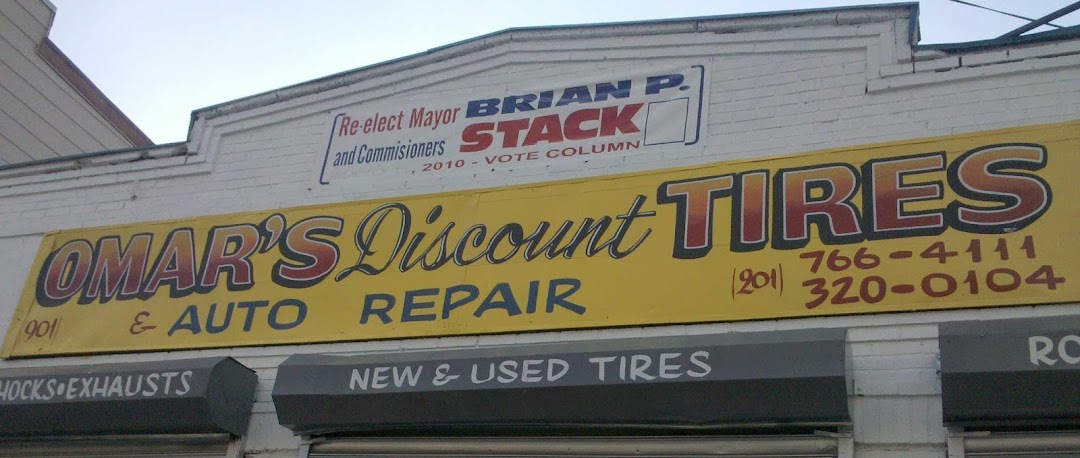 Re-elect Mayor BRIAN P.
and Commisioners STACK
2010 - VOTE COLUMN
OMAR'S Discount TIRES
901 & AUTO REPAIR (201) 766-4111
320-0104
HOCKS • EXHAUSTS
NEW & USED TIRES
RO